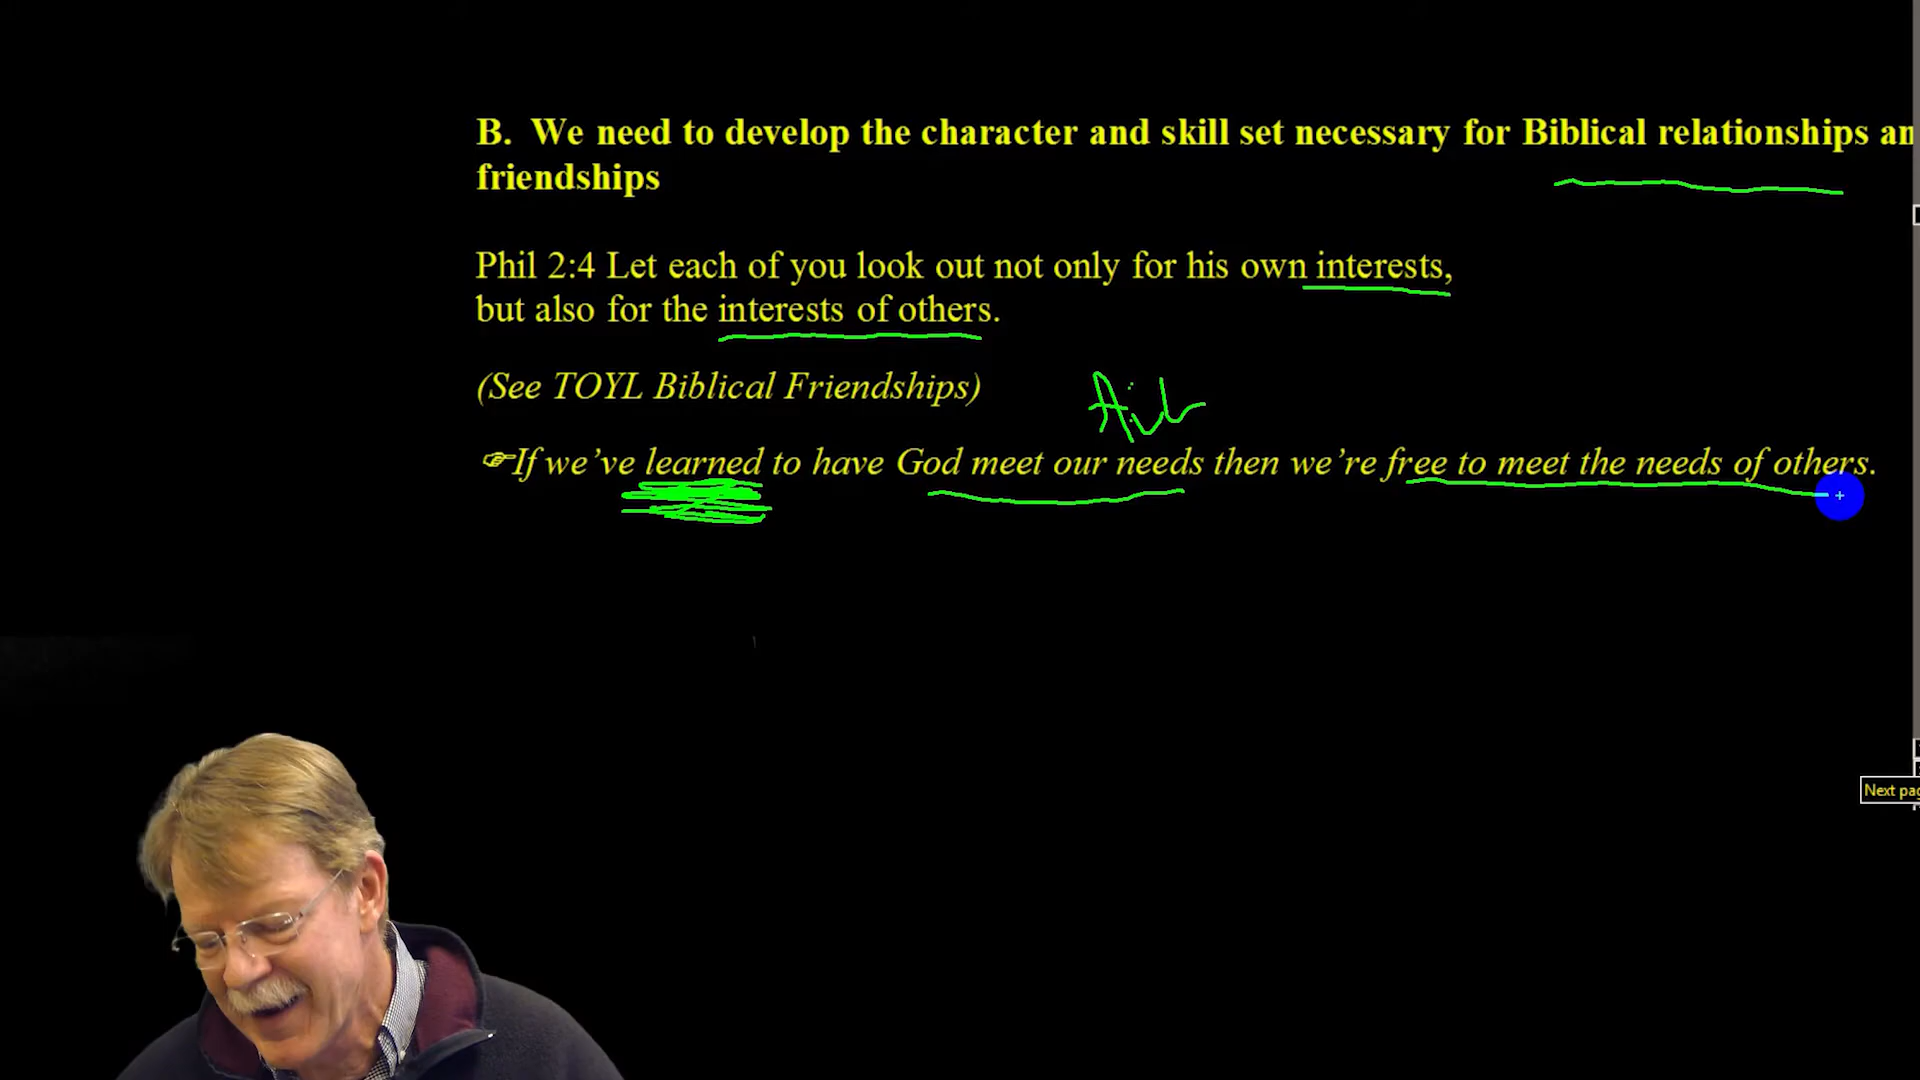 B. We need to develop the character and skill set necessary for Biblical relationships an
friendships
Phil 2:4 Let each of you look out not only for his own interests,
but also for the interests of others.
(See TOYL Biblical Friendships)
☞If we’ve learned to have God meet our needs then we’re free to meet the needs of others.
Next pag